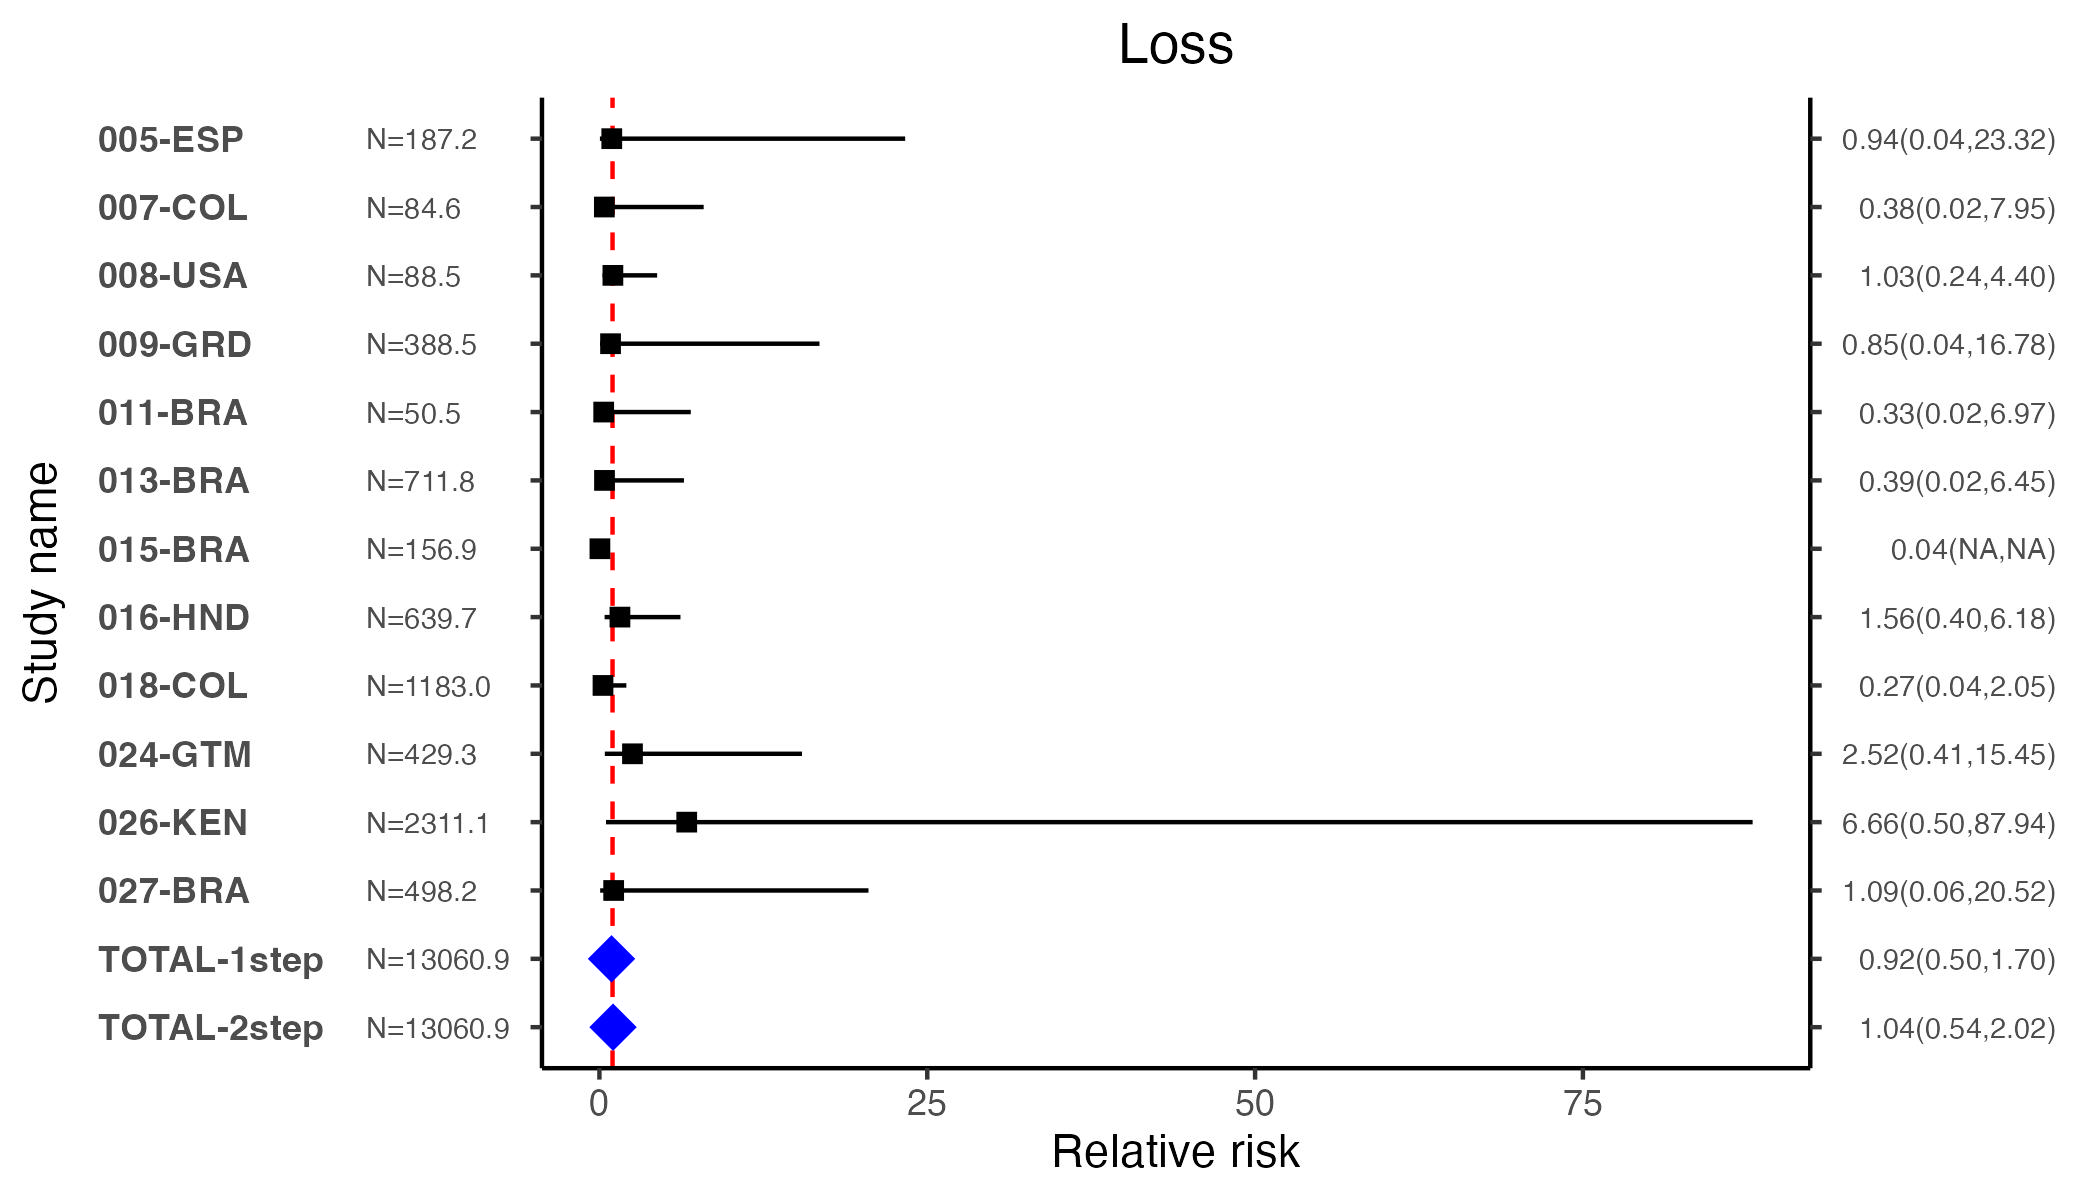 Loss
Study name
005-ESP N=187.2 0.94(0.04,23.32)
007-COL N=84.6 0.38(0.02,7.95)
008-USA N=88.5 1.03(0.24,4.40)
009-GRD N=388.5 0.85(0.04,16.78)
011-BRA N=50.5 0.33(0.02,6.97)
013-BRA N=711.8 0.39(0.02,6.45)
015-BRA N=156.9 0.04(NA,NA)
016-HND N=639.7 1.56(0.40,6.18)
018-COL N=1183.0 0.27(0.04,2.05)
024-GTM N=429.3 2.52(0.41,15.45)
026-KEN N=2311.1 6.66(0.50,87.94)
027-BRA N=498.2 1.09(0.06,20.52)
TOTAL-1step N=13060.9 0.92(0.50,1.70)
TOTAL-2step N=13060.9 1.04(0.54,2.02)
0 25 50 75
Relative risk